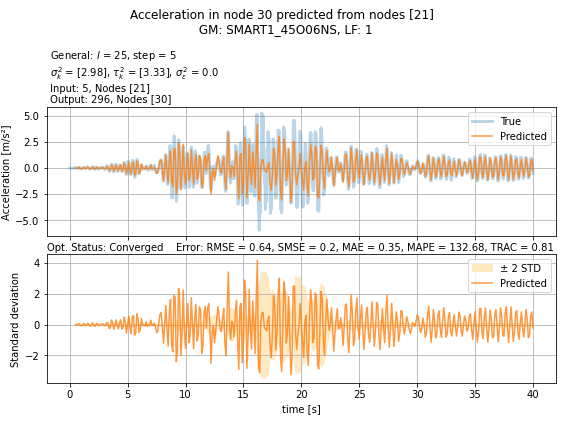 Acceleration in node 30 predicted from nodes [21]
GM: SMART1_45O06NS, LF: 1
General: l = 25, step = 5
σ²ₖ = [2.98], τ²ₖ = [3.33], σ²ε = 0.0
Input: 5, Nodes [21]
Output: 296, Nodes [30]
Acceleration [m/s²]
5.0
2.5
0.0
−2.5
−5.0
True
Predicted
Opt. Status: Converged Error: RMSE = 0.64, SMSE = 0.2, MAE = 0.35, MAPE = 132.68, TRAC = 0.81
Standard deviation
4
2
0
−2
± 2 STD
Predicted
0 5 10 15 20 25 30 35 40
time [s]